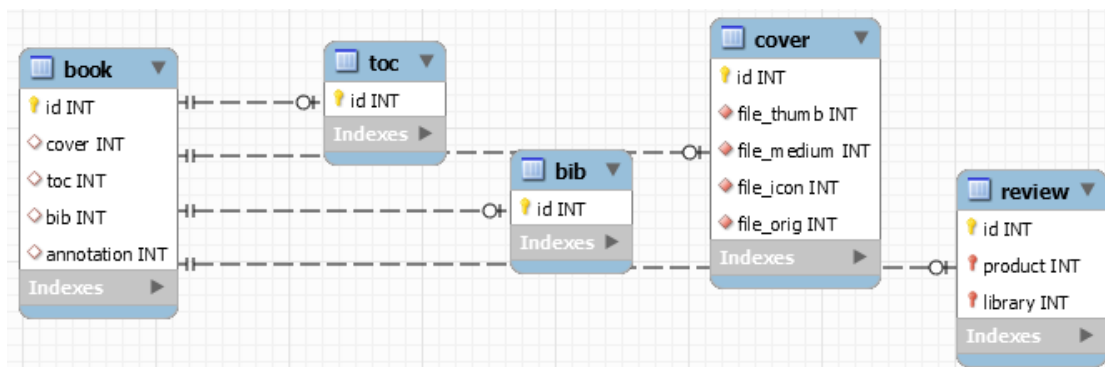 book
id INT
cover INT
toc INT
bib INT
annotation INT
Indexes
toc
id INT
Indexes
bib
id INT
Indexes
cover
id INT
file_thumb INT
file_medium INT
file_icon INT
file_orig INT
Indexes
review
id INT
product INT
library INT
Indexes